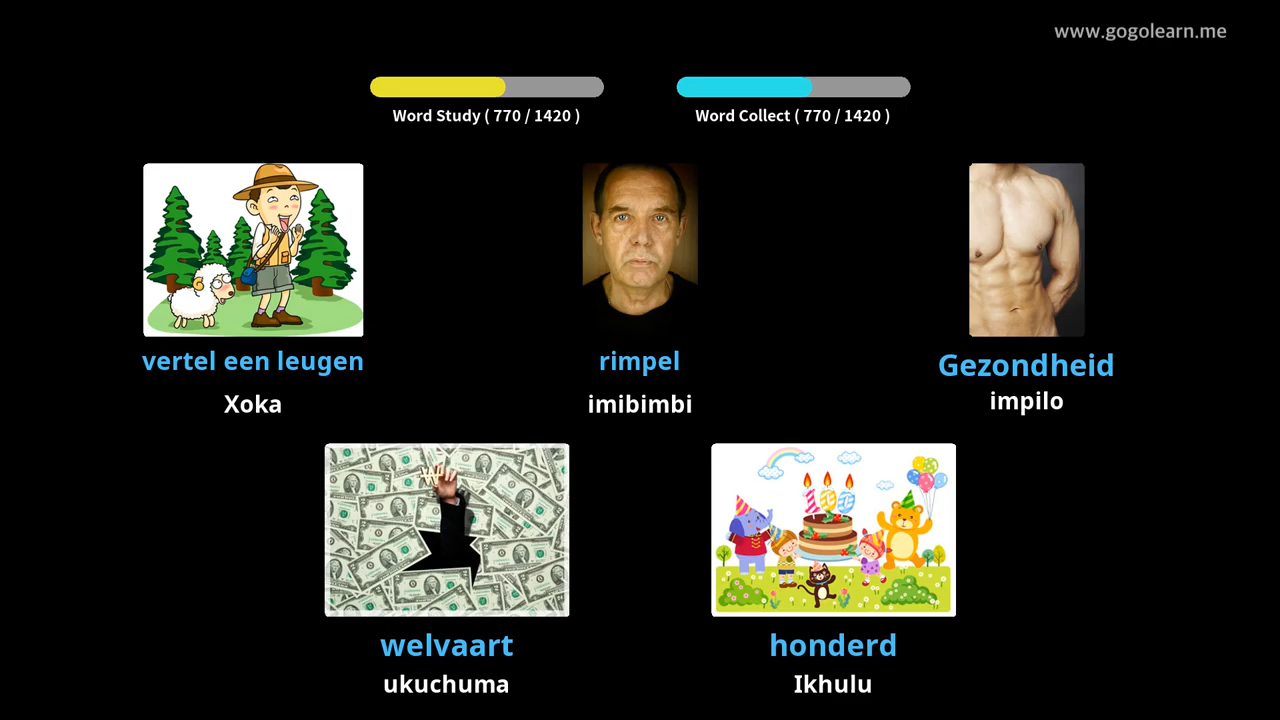 www.gogolearn.me
Word Study ( 770 / 1420 )
Word Collect ( 770 / 1420 )
vertel een leugen
Xoka
rimpel
imibimbi
Gezondheid
impilo
100
welvaart
ukuchuma
honderd
Ikhulu